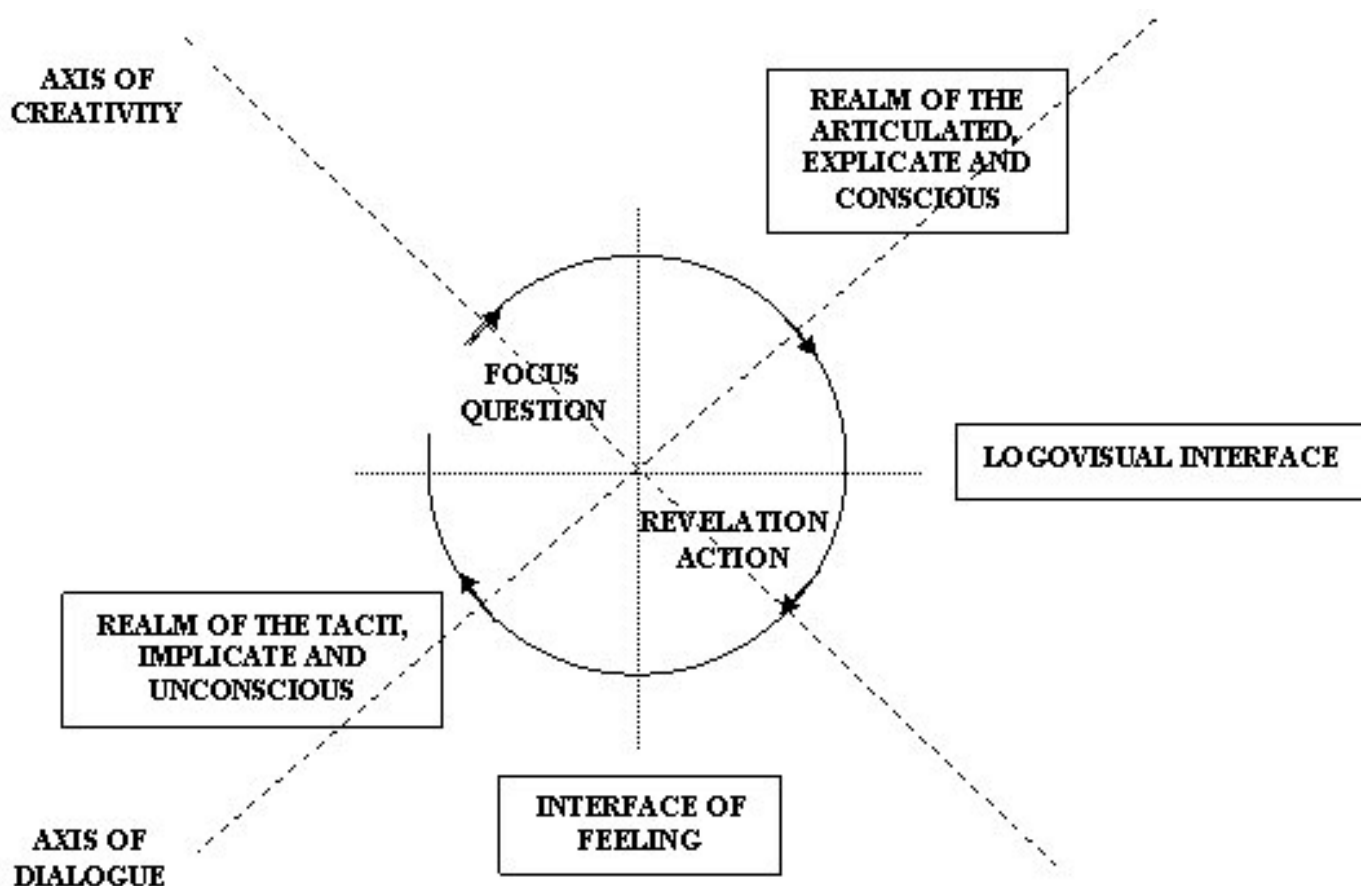 AXIS OF
CREATIVITY
REALM OF THE
ARTICULATED,
EXPLICATE AND
CONSCIOUS
FOCUS
QUESTION
LOGOVISUAL INTERFACE
REVELATION
ACTION
REALM OF THE TACIT,
IMPLICATE AND
UNCONSCIOUS
INTERFACE OF
FEELING
AXIS OF
DIALOGUE